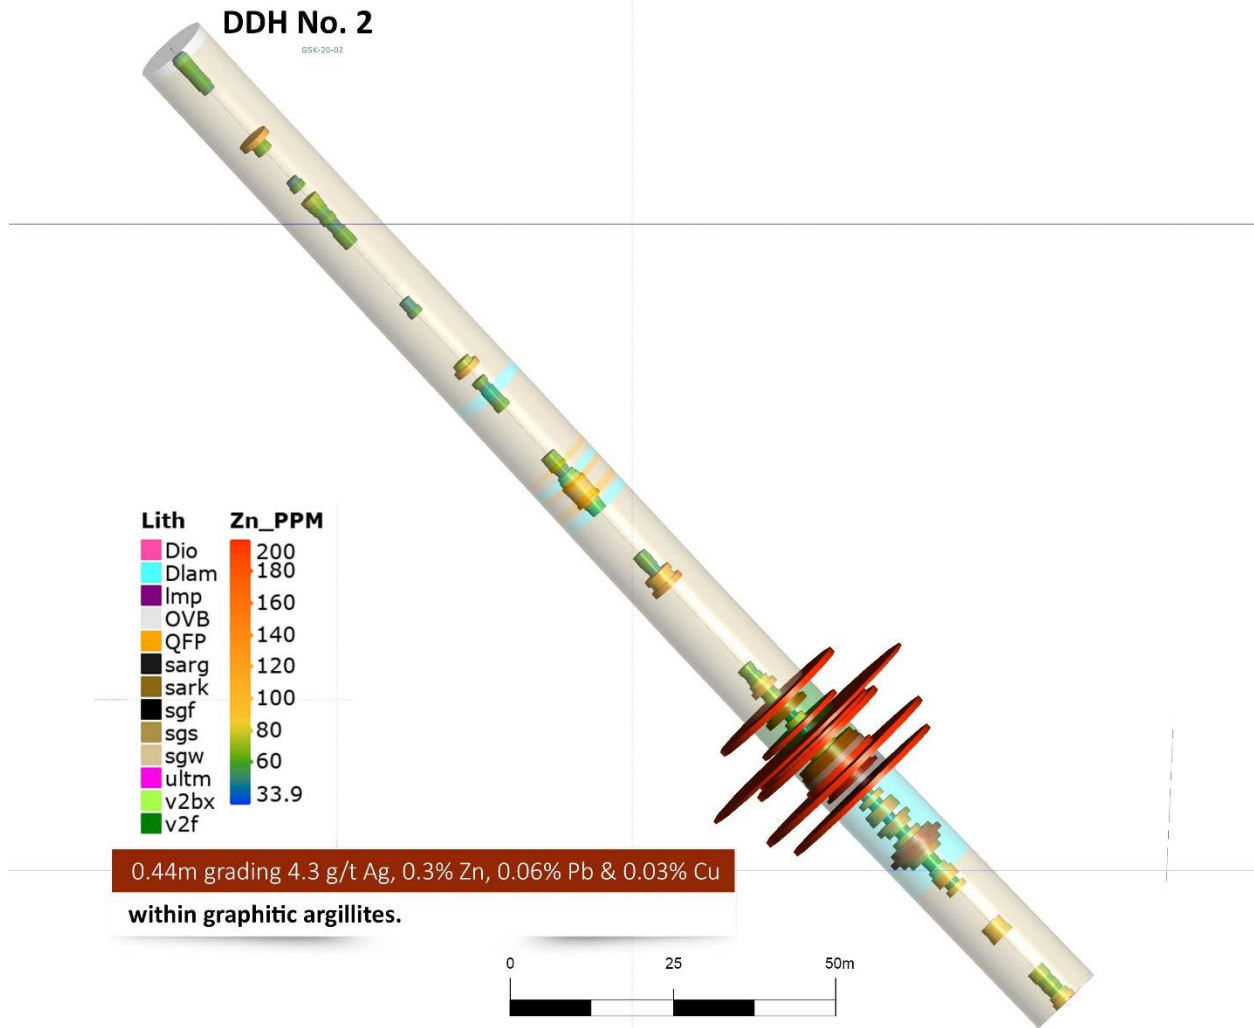 DDH No. 2
GSK-20-02
Lith
Dio
Dlam
Imp
OVB
QFP
sarg
sark
sgf
sgs
sgw
ultm
v2bx
v2f
Zn_PPM
200
180
160
140
120
100
80
60
33.9
0.44m grading 4.3 g/t Ag, 0.3% Zn, 0.06% Pb & 0.03% Cu
within graphitic argillites.
0 25 50m